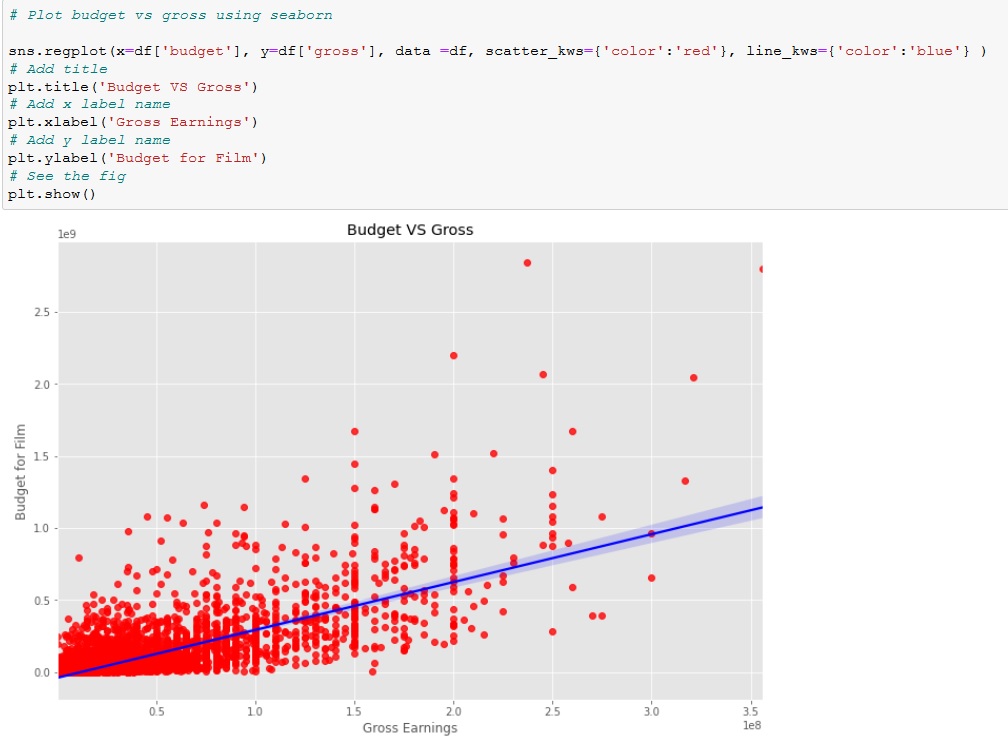 # Plot budget vs gross using seaborn
sns.regplot(x=df['budget'], y=df['gross'], data =df, scatter_kws={'color':'red'}, line_kws={'color':'blue'} )
# Add title
plt.title('Budget VS Gross')
# Add x label name
plt.xlabel('Gross Earnings')
# Add y label name
plt.ylabel('Budget for Film')
# See the fig
plt.show()
Budget VS Gross
1e9
2.5
2.0
1.5
1.0
0.5
0.0
Budget for Film
0.5 1.0 1.5 2.0 2.5 3.0 3.5
1e8
Gross Earnings